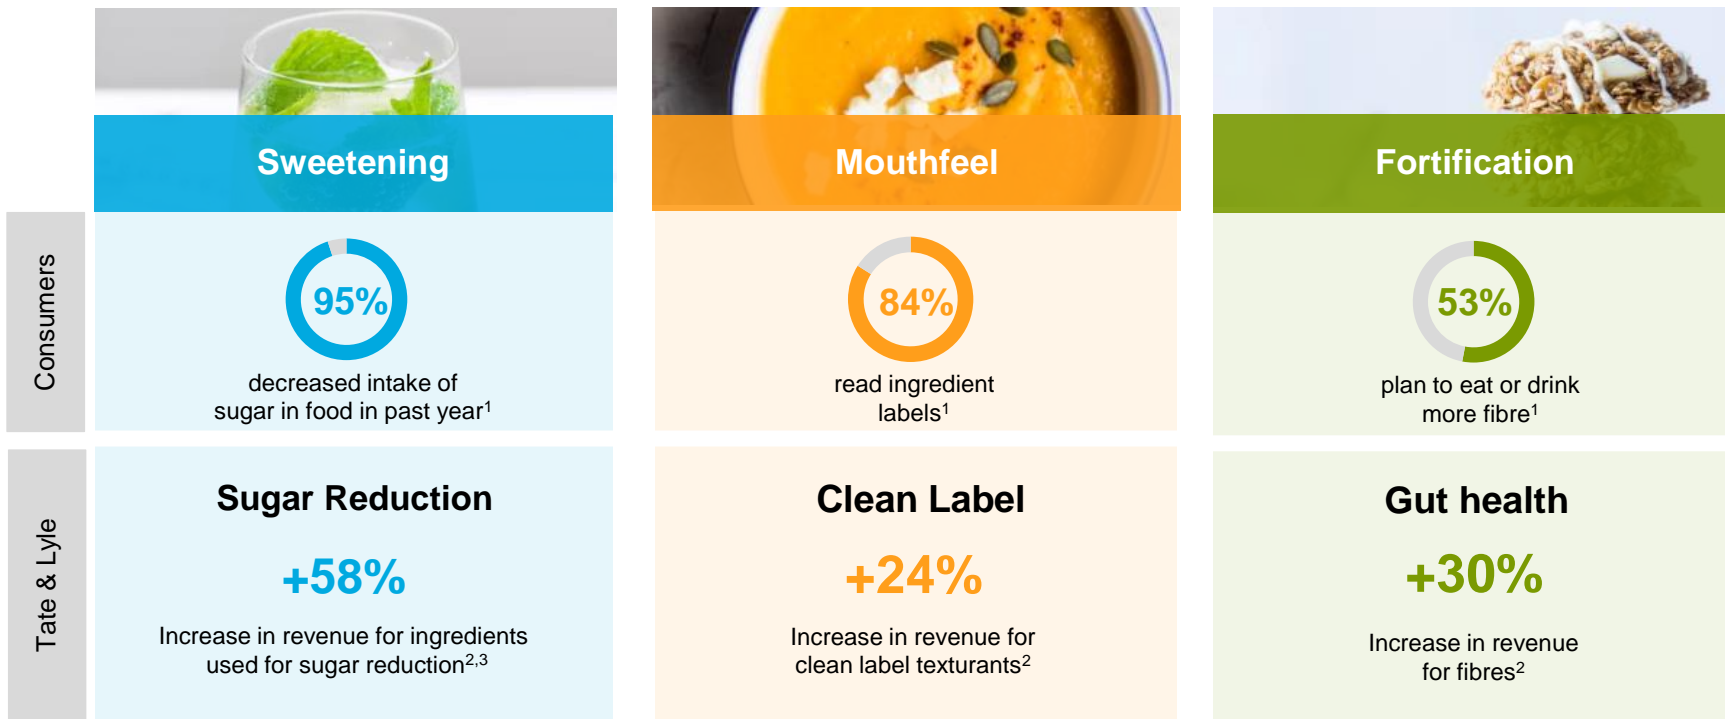 Sweetening
Mouthfeel
Fortification
Consumers
95%
decreased intake of
sugar in food in past year¹
84%
read ingredient
labels¹
53%
plan to eat or drink
more fibre¹
Tate & Lyle
Sugar Reduction
+58%
Increase in revenue for ingredients
used for sugar reduction²,³
Clean Label
+24%
Increase in revenue for
clean label texturants²
Gut health
+30%
Increase in revenue
for fibres²